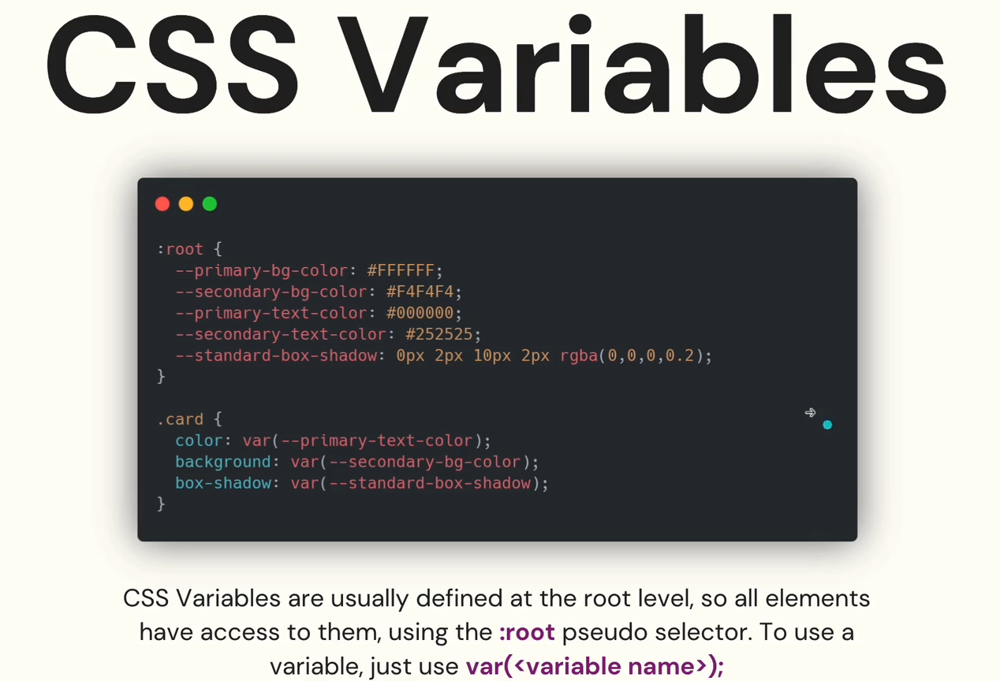 CSS Variables
:root {
  --primary-bg-color: #FFFFFF;
  --secondary-bg-color: #F4F4F4;
  --primary-text-color: #000000;
  --secondary-text-color: #252525;
  --standard-box-shadow: 0px 2px 10px 2px rgba(0,0,0,0.2);
}
.card {
  color: var(--primary-text-color);
  background: var(--secondary-bg-color);
  box-shadow: var(--standard-box-shadow);
}
CSS Variables are usually defined at the root level, so all elements
have access to them, using the :root pseudo selector. To use a
variable, just use var(<variable name>);